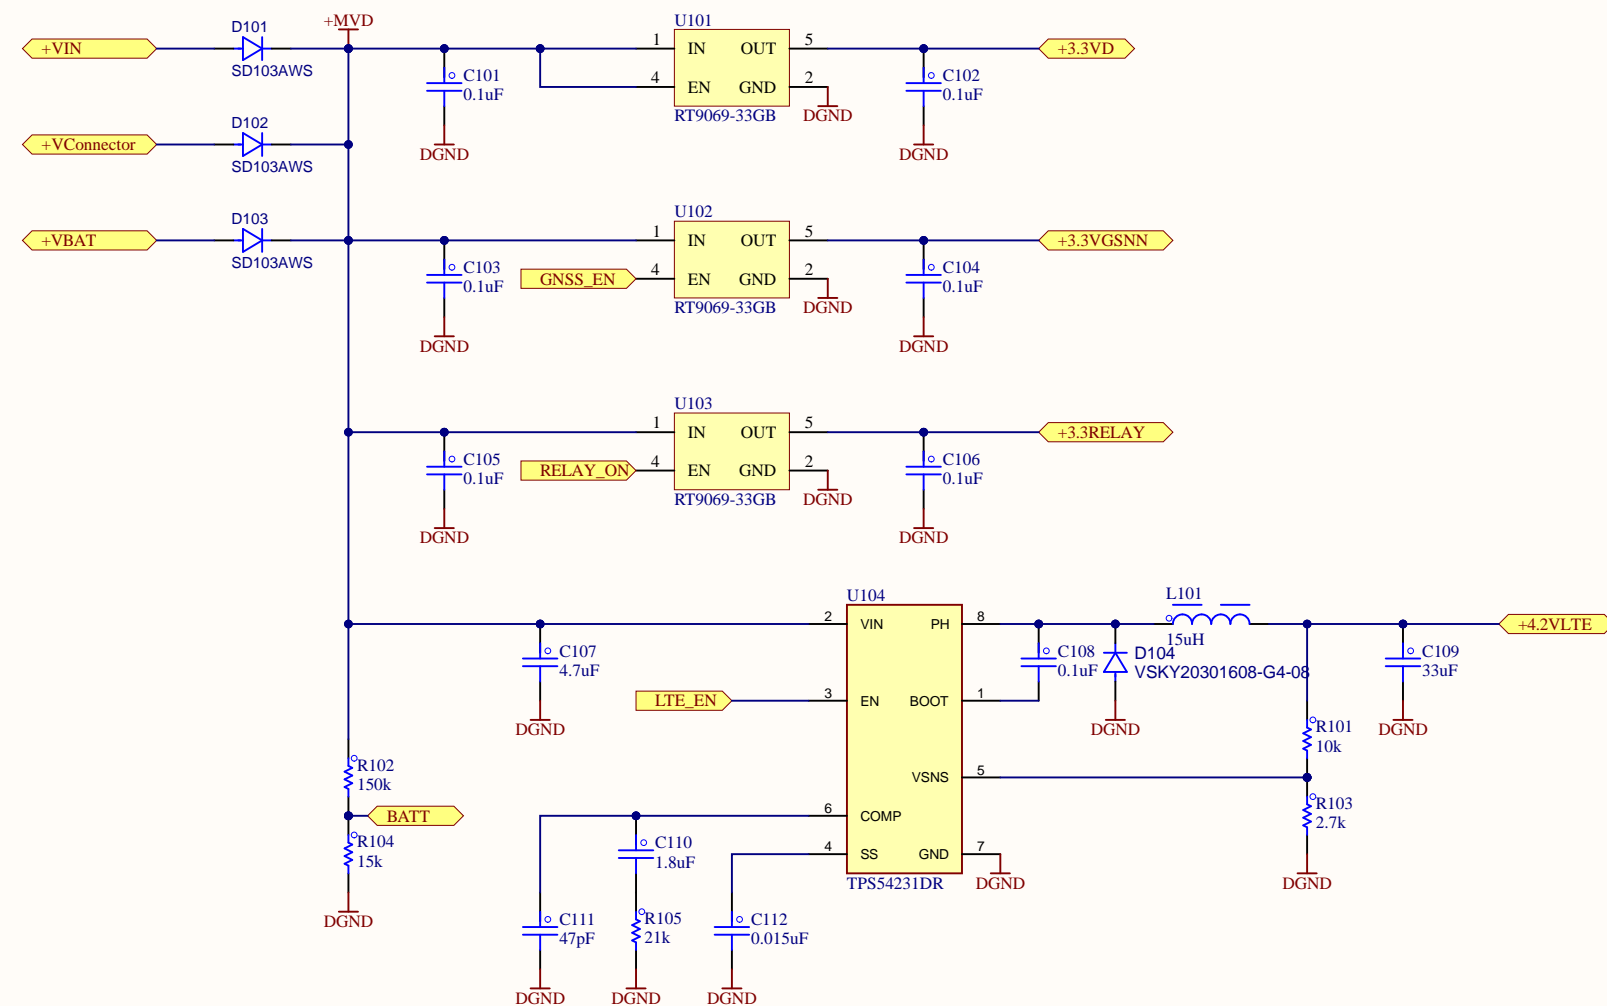 +MVD
D101
+VIN
SD103AWS
C101
0.1uF
DGND
U101
1 IN OUT 5
4 EN GND 2
RT9069-33GB
DGND
C102
0.1uF
DGND
+3.3VD
D102
+VConnector
SD103AWS
D103
+VBAT
SD103AWS
C103
0.1uF
DGND
U102
1 IN OUT 5
GNSS_EN 4 EN GND 2
RT9069-33GB
DGND
C104
0.1uF
DGND
+3.3VGSNN
C105
0.1uF
DGND
U103
1 IN OUT 5
RELAY_ON 4 EN GND 2
RT9069-33GB
DGND
C106
0.1uF
DGND
+3.3RELAY
C107
4.7uF
DGND
LTE_EN
U104
2 VIN PH 8
3 EN BOOT 1
VSNS 5
6 COMP
4 SS GND 7
TPS54231DR
DGND
C108
0.1uF
D104
VSKY20301608-G4-08
DGND
L101
15uH
+4.2VLTE
C109
33uF
DGND
R101
10k
R103
2.7k
DGND
R102
150k
BATT
R104
15k
DGND
C110
1.8uF
C111
47pF
DGND
R105
21k
DGND
C112
0.015uF
DGND